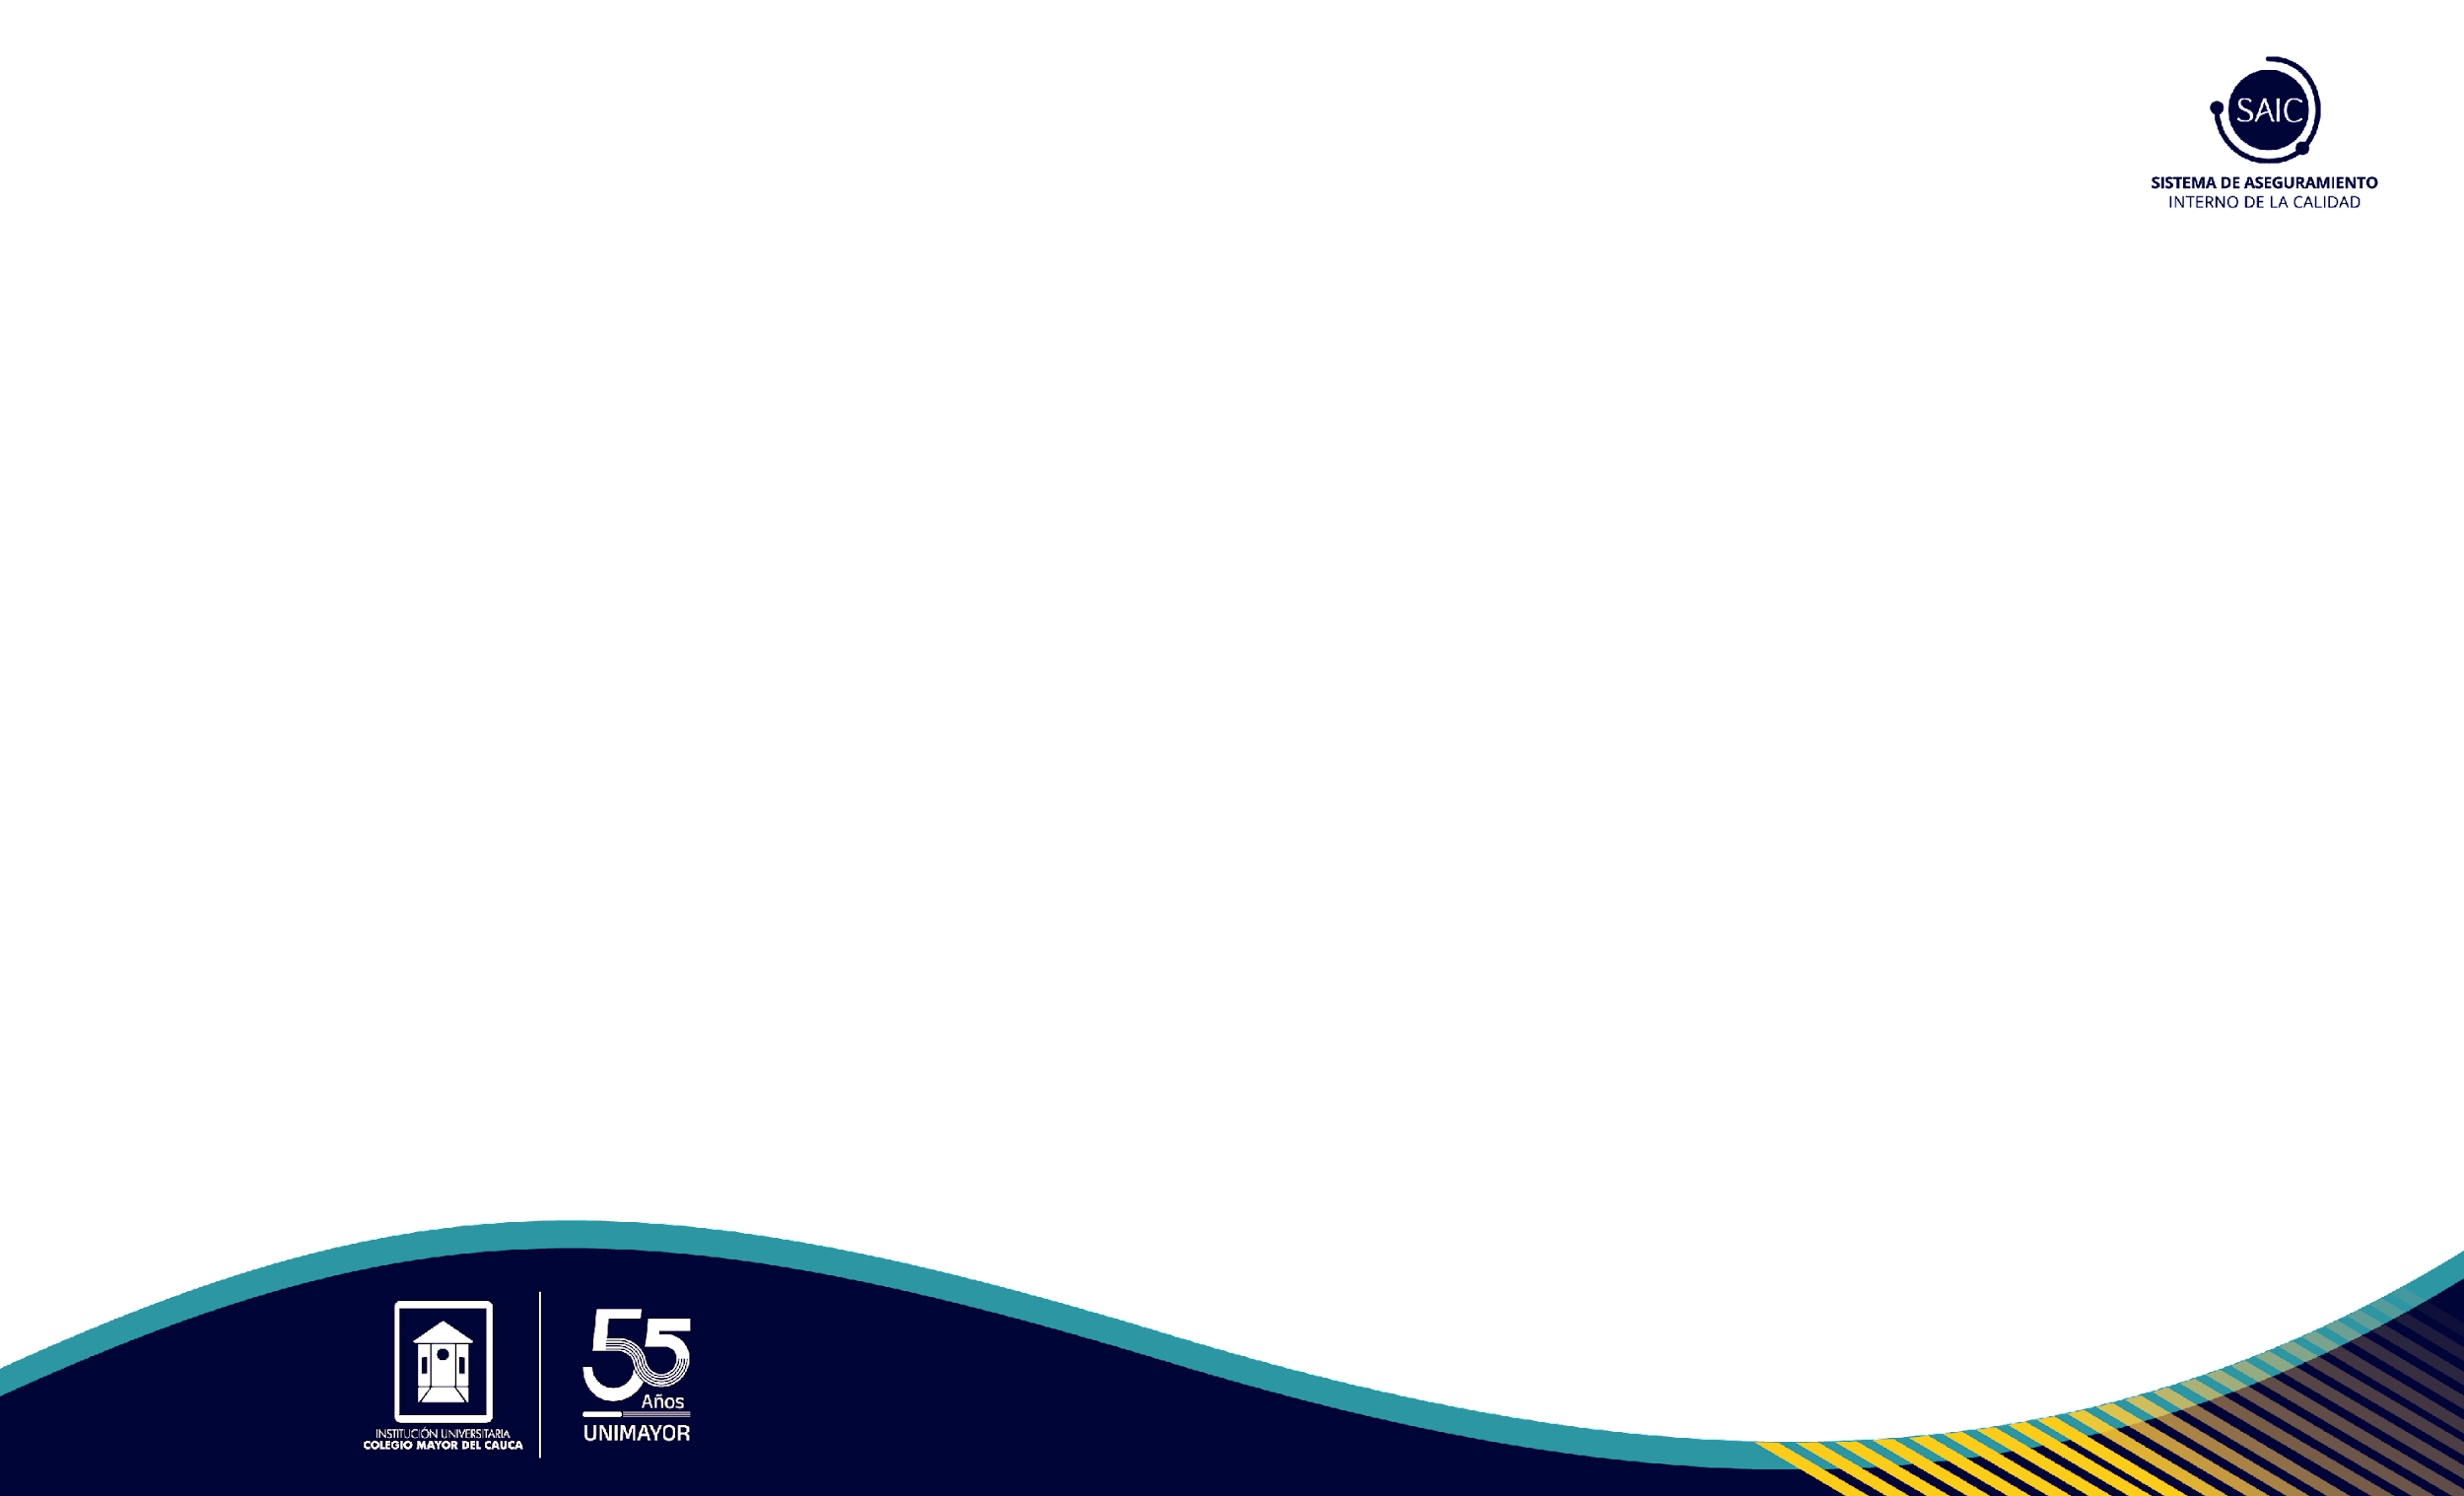 SAIC
SISTEMA DE ASEGURAMIENTO
INTERNO DE LA CALIDAD
INSTITUCIÓN UNIVERSITARIA
COLEGIO MAYOR DEL CAUCA
55
Años
UNIMAYOR